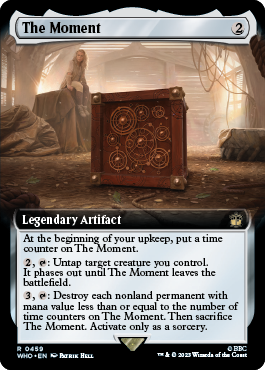 The Moment 2
Legendary Artifact
At the beginning of your upkeep, put a time
counter on The Moment.
2, : Untap target creature you control.
It phases out until The Moment leaves the
battlefield.
3, : Destroy each nonland permanent with
mana value less than or equal to the number of
time counters on The Moment. Then sacrifice
The Moment. Activate only as a sorcery.
R 0459
WHO • EN Patrik Hell
© BBC
™ & © 2023 Wizards of the Coast